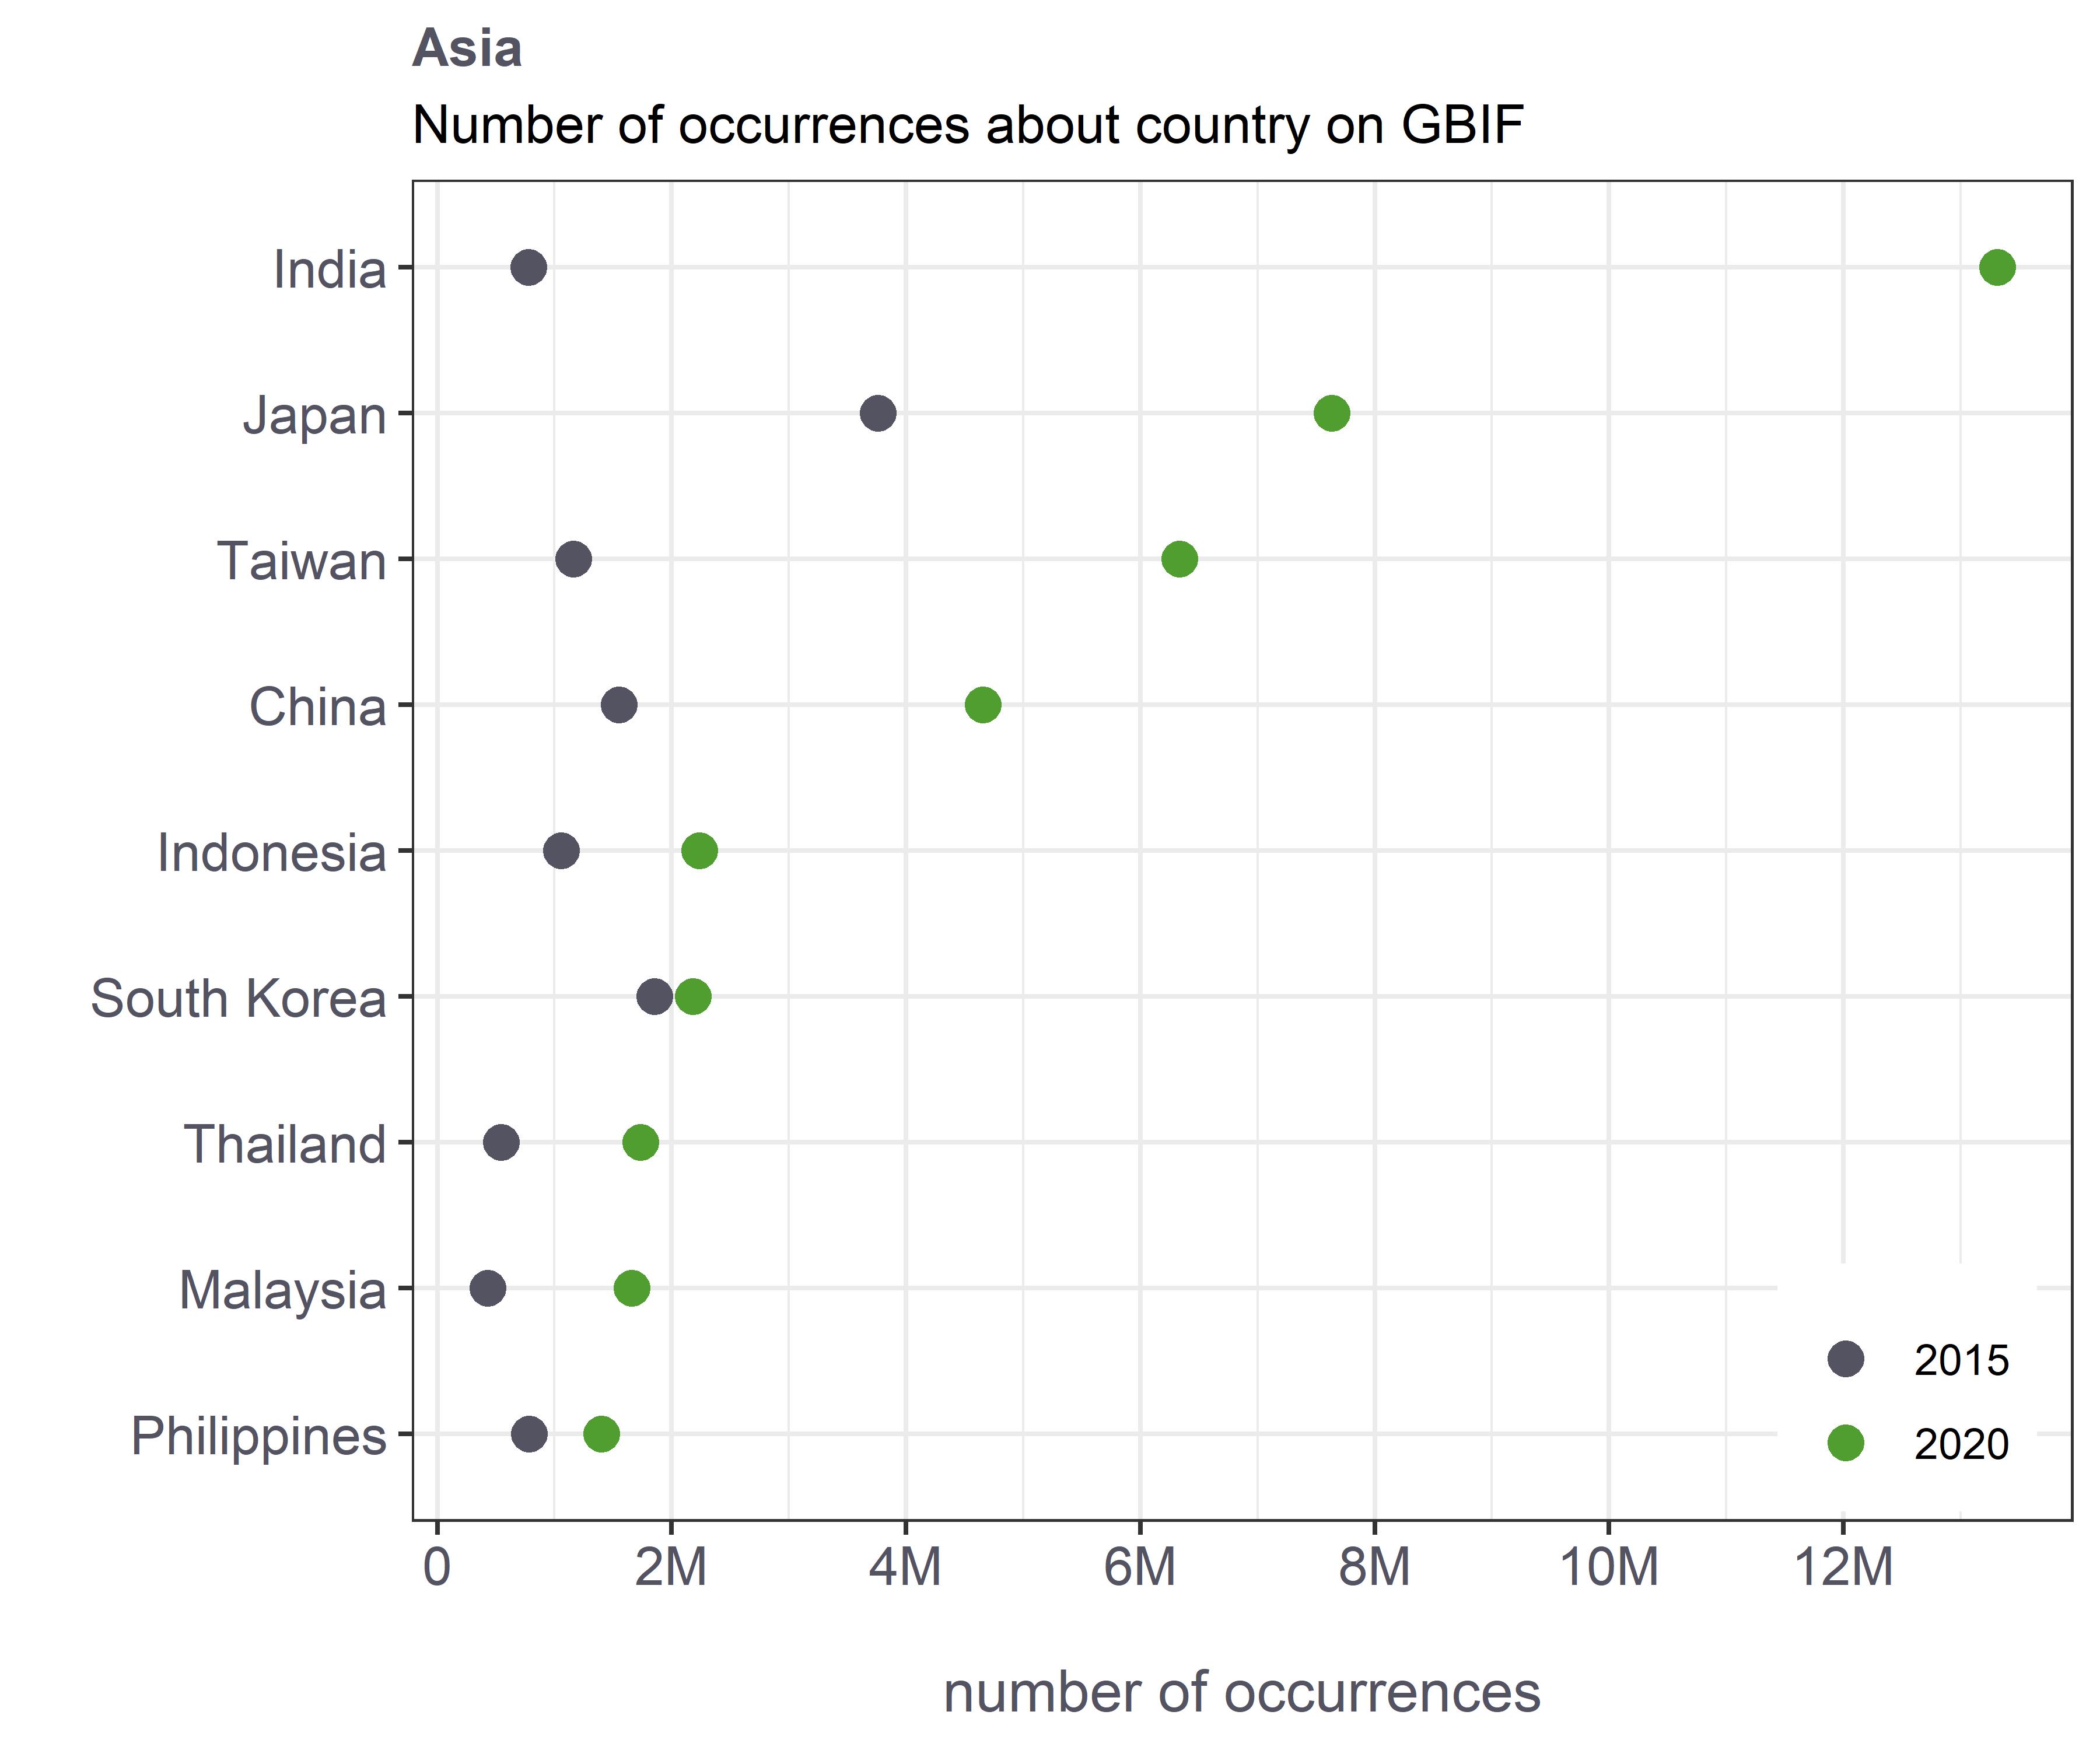 Asia
Number of occurrences about country on GBIF
India
Japan
Taiwan
China
Indonesia
South Korea
Thailand
Malaysia
Philippines
2015
2020
0 2M 4M 6M 8M 10M 12M
number of occurrences